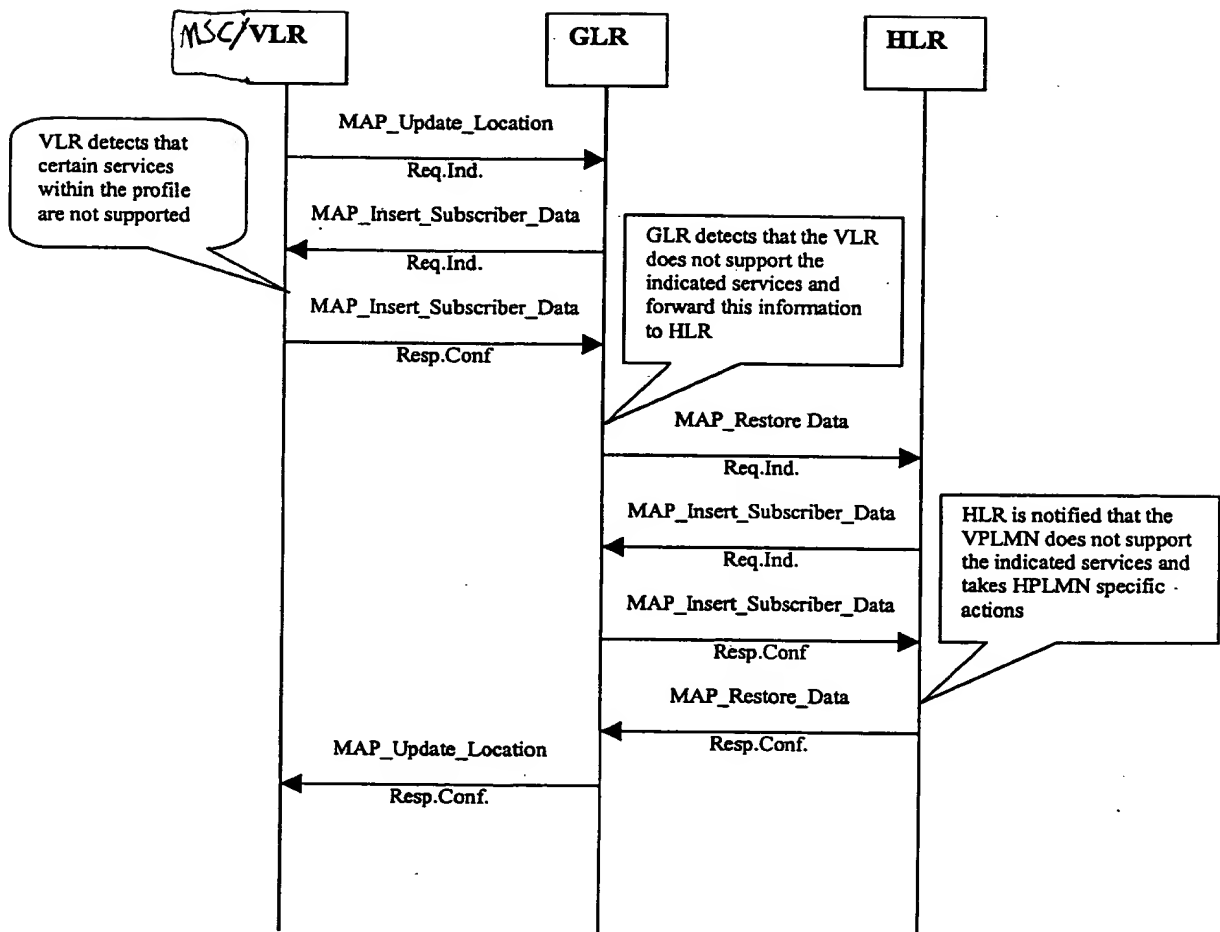 MSC/VLR
GLR
HLR
MAP_Update_Location
Req.Ind.
VLR detects that
certain services
within the profile
are not supported
MAP_Insert_Subscriber_Data
Req.Ind.
GLR detects that the VLR
does not support the
indicated services and
forward this information
to HLR
MAP_Insert_Subscriber_Data
Resp.Conf
MAP_Restore Data
Req.Ind.
MAP_Insert_Subscriber_Data
Req.Ind.
HLR is notified that the
VPLMN does not support
the indicated services and
takes HPLMN specific
actions
MAP_Insert_Subscriber_Data
Resp.Conf
MAP_Restore_Data
Resp.Conf.
MAP_Update_Location
Resp.Conf.